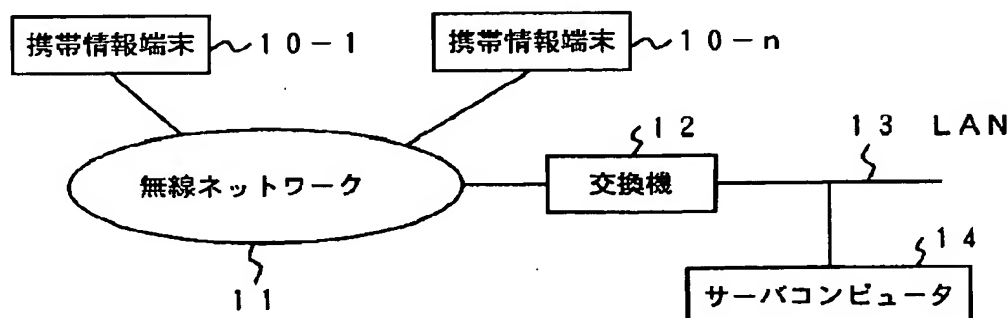 携帯情報端末 10-1
携帯情報端末 10-n
12
13 LAN
無線ネットワーク
交換機
14
11
サーバコンピュータ